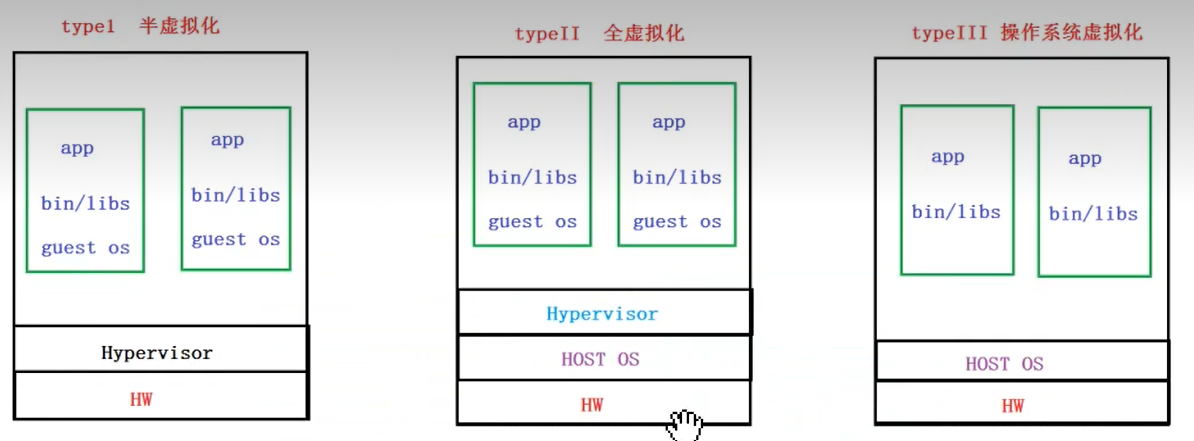 type1 半虚拟化
app
bin/libs
guest os
app
bin/libs
guest os
Hypervisor
HW
typeII 全虚拟化
app
bin/libs
guest os
app
bin/libs
guest os
Hypervisor
HOST OS
HW
typeIII 操作系统虚拟化
app
bin/libs
app
bin/libs
HOST OS
HW